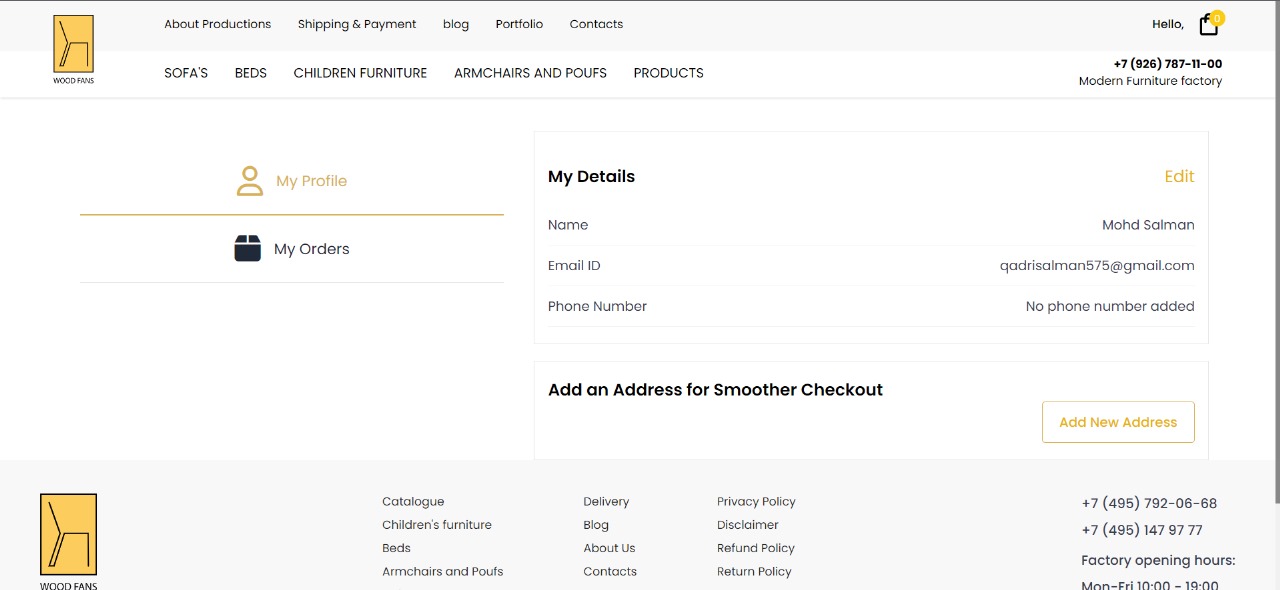 About Productions Shipping & Payment blog Portfolio Contacts Hello, 0
WOOD FANS
SOFA'S BEDS CHILDREN FURNITURE ARMCHAIRS AND POUFS PRODUCTS
+7 (926) 787-11-00
Modern Furniture factory
My Profile
My Orders
My Details Edit
Name Mohd Salman
Email ID qadrisalman575@gmail.com
Phone Number No phone number added
Add an Address for Smoother Checkout
Add New Address
WOOD FANS
Catalogue
Children's furniture
Beds
Armchairs and Poufs
Delivery
Blog
About Us
Contacts
Privacy Policy
Disclaimer
Refund Policy
Return Policy
+7 (495) 792-06-68
+7 (495) 147 97 77
Factory opening hours:
Mon-Fri 10:00 - 19:00